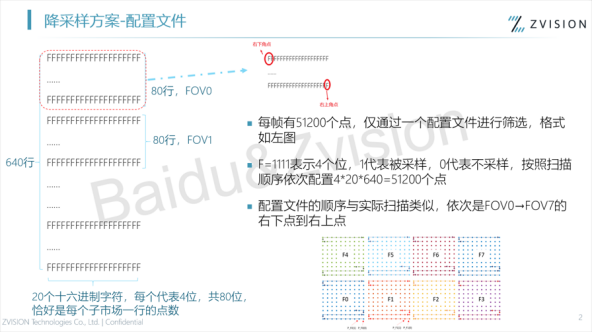 降采样方案-配置文件
ZVISION
FFFFFFFFFFFFFFFFFFFF
......
FFFFFFFFFFFFFFFFFFFF
80行，FOV0
FFFFFFFFFFFFFFFFFFFF
......
FFFFFFFFFFFFFFFFFFFF
80行，FOV1
640行
......
FFFFFFFFFFFFFFFFFFFF
......
FFFFFFFFFFFFFFFFFFFF
20个十六进制字符，每个代表4位，共80位，
恰好是每个子市场一行的点数
右下角点
FFFFFFFFFFFFFFFFFFFF
......
FFFFFFFFFFFFFFFFFFFF
右上角点
■ 每帧有51200个点，仅通过一个配置文件进行筛选，格式
如左图
■ F=1111表示4个位，1代表被采样，0代表不采样，按照扫描
顺序依次配置4*20*640=51200个点
■ 配置文件的顺序与实际扫描类似，依次是FOV0→FOV7的
右下点到右上点
F4 F5 F6 F7
F0 F1 F2 F3
Baidu& Zvision
ZVISION Technologies Co., Ltd. | Confidential
2